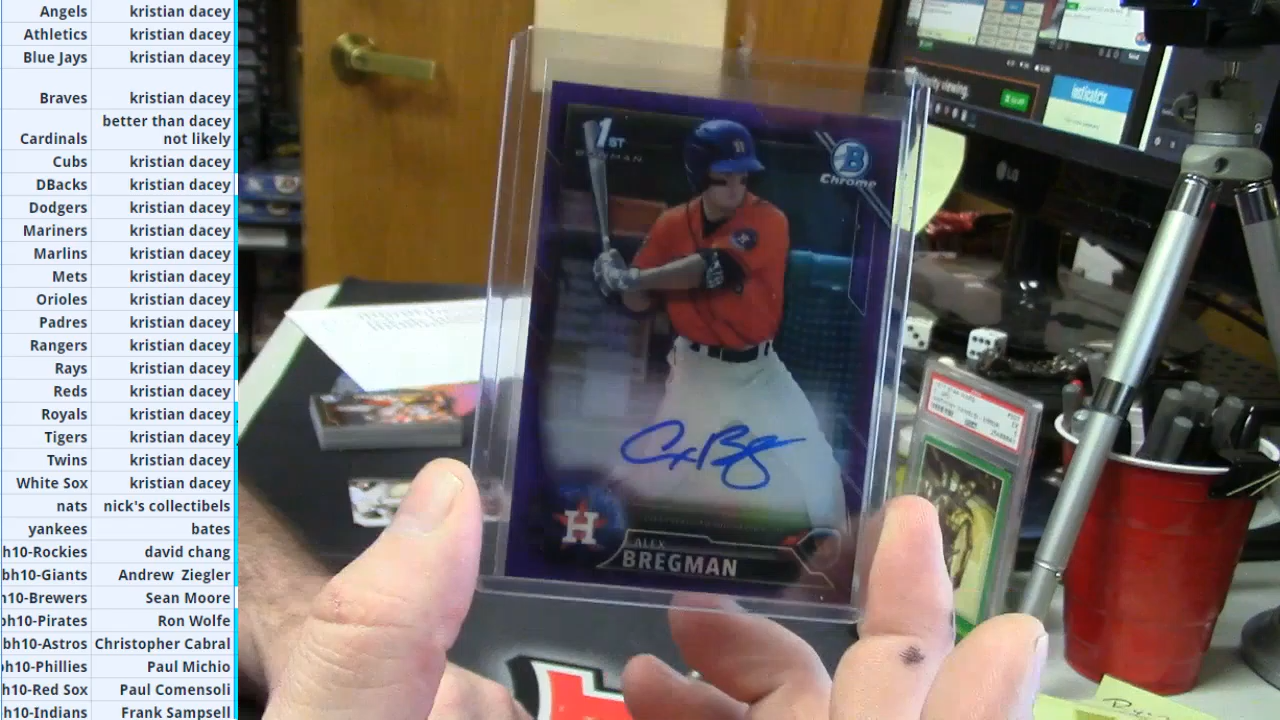 Angels kristian dacey
Athletics kristian dacey
Blue Jays kristian dacey
Braves kristian dacey
better than dacey
Cardinals not likely
Cubs kristian dacey
DBacks kristian dacey
Dodgers kristian dacey
Mariners kristian dacey
Marlins kristian dacey
Mets kristian dacey
Orioles kristian dacey
Padres kristian dacey
Rangers kristian dacey
Rays kristian dacey
Reds kristian dacey
Royals kristian dacey
Tigers kristian dacey
Twins kristian dacey
White Sox kristian dacey
nats nick's collectibels
yankees bates
h10-Rockies david chang
bh10-Giants Andrew Ziegler
h10-Brewers Sean Moore
bh10-Pirates Ron Wolfe
bh10-Astros Christopher Cabral
h10-Phillies Paul Michio
h10-Red Sox Paul Comensoli
h10-Indians Frank Sampsell
1ST
BOWMAN
B
Chrome
H
ALEX
BREGMAN
LG
viewing.